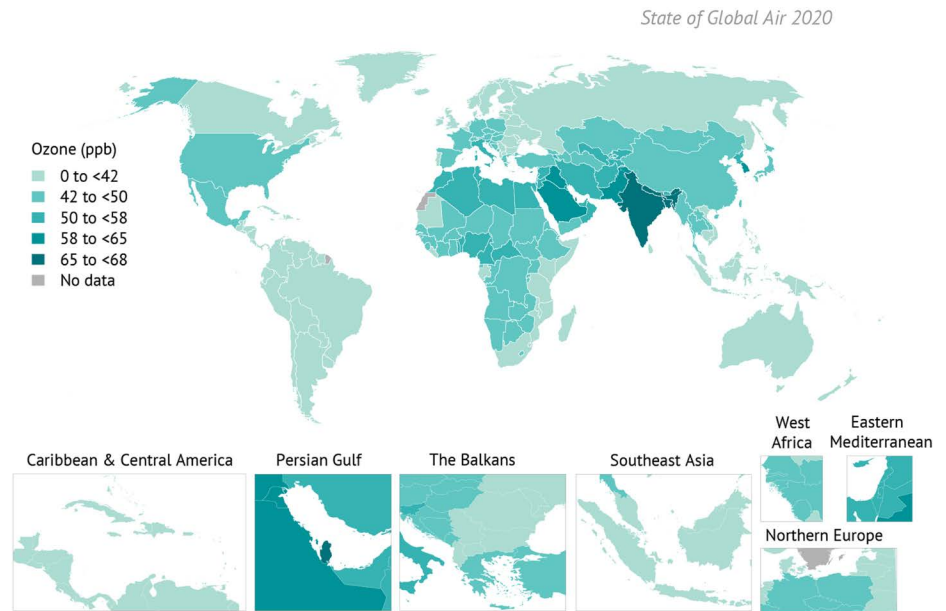 State of Global Air 2020
Ozone (ppb)
0 to <42
42 to <50
50 to <58
58 to <65
65 to <68
No data
Caribbean & Central America
Persian Gulf
The Balkans
Southeast Asia
West
Africa
Eastern
Mediterranean
Northern Europe